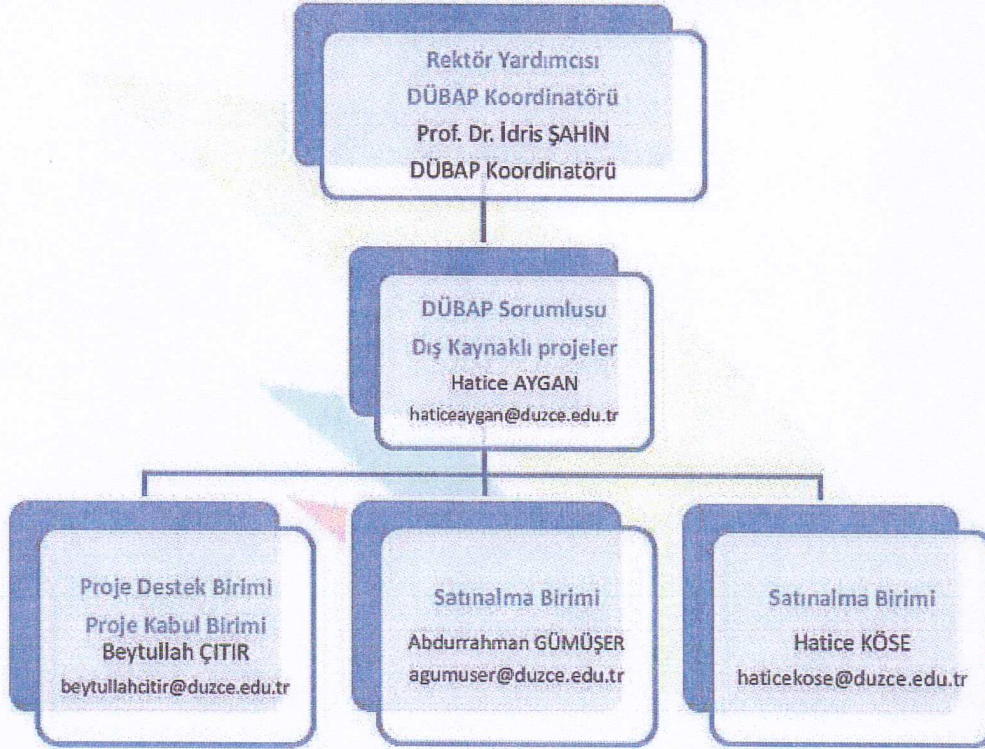 Rektör Yardımcısı
DÜBAP Koordinatörü
Prof. Dr. İdris ŞAHİN
DÜBAP Koordinatörü
DÜBAP Sorumlusu
Dış Kaynaklı projeler
Hatice AYGAN
haticeaygan@duzce.edu.tr
Proje Destek Birimi
Proje Kabul Birimi
Beytullah ÇITIR
beytullahcitir@duzce.edu.tr
Satınalma Birimi
Abdurrahman GÜMÜŞER
agumuser@duzce.edu.tr
Satınalma Birimi
Hatice KÖSE
haticekose@duzce.edu.tr